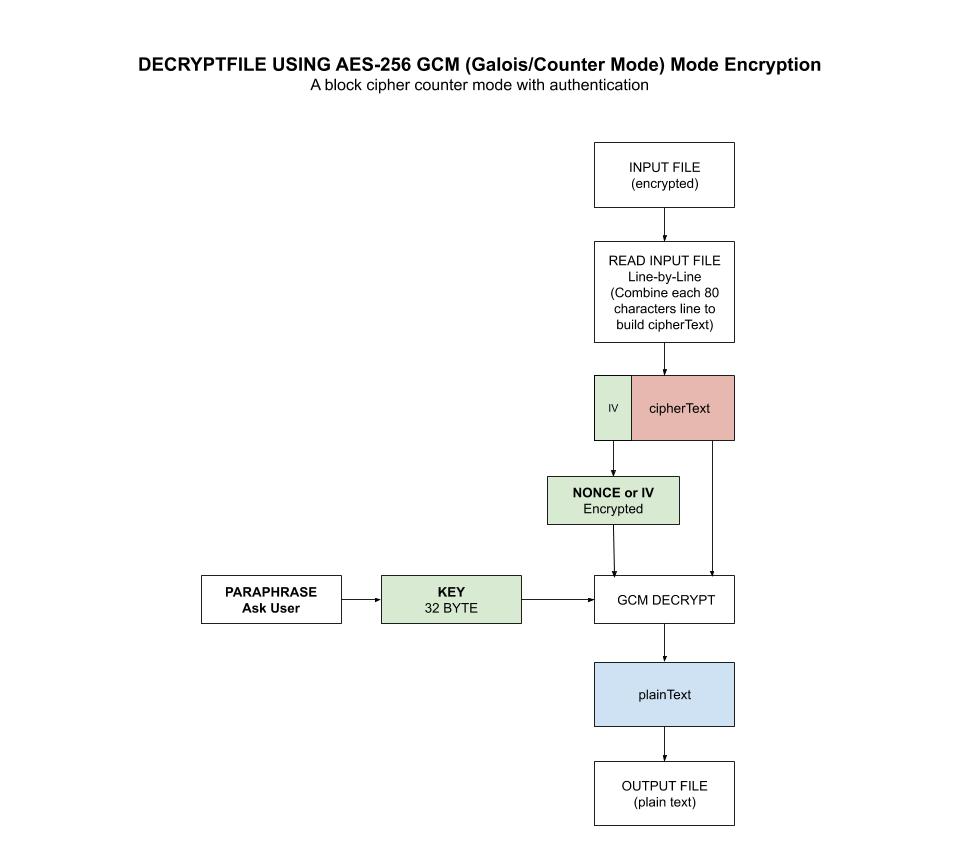 DECRYPTFILE USING AES-256 GCM (Galois/Counter Mode) Mode Encryption
A block cipher counter mode with authentication
INPUT FILE
(encrypted)
READ INPUT FILE
Line-by-Line
(Combine each 80
characters line to
build cipherText)
IV
cipherText
NONCE or IV
Encrypted
PARAPHRASE
Ask User
KEY
32 BYTE
GCM DECRYPT
plainText
OUTPUT FILE
(plain text)